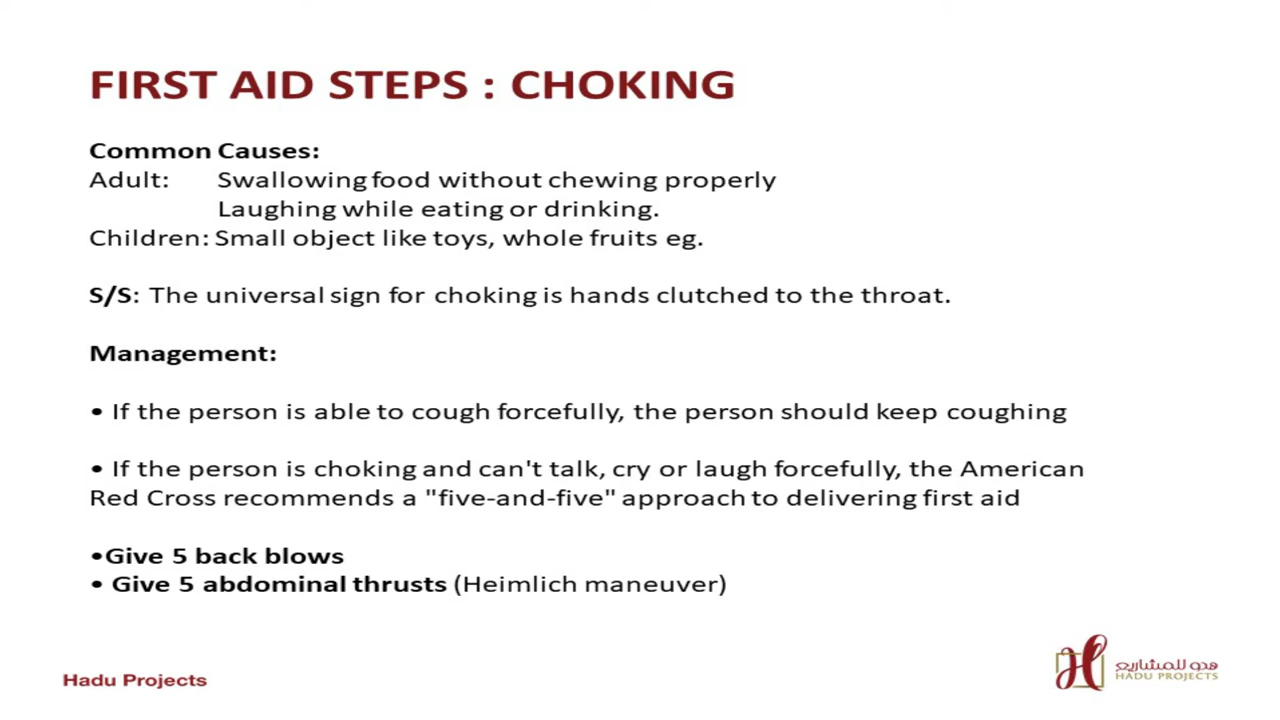 FIRST AID STEPS : CHOKING
Common Causes:
Adult: Swallowing food without chewing properly
Laughing while eating or drinking.
Children: Small object like toys, whole fruits eg.
S/S: The universal sign for choking is hands clutched to the throat.
Management:
• If the person is able to cough forcefully, the person should keep coughing
• If the person is choking and can't talk, cry or laugh forcefully, the American
Red Cross recommends a "five-and-five" approach to delivering first aid
•Give 5 back blows
• Give 5 abdominal thrusts (Heimlich maneuver)
Hadu Projects
هدو للمشاريع
HADU PROJECTS